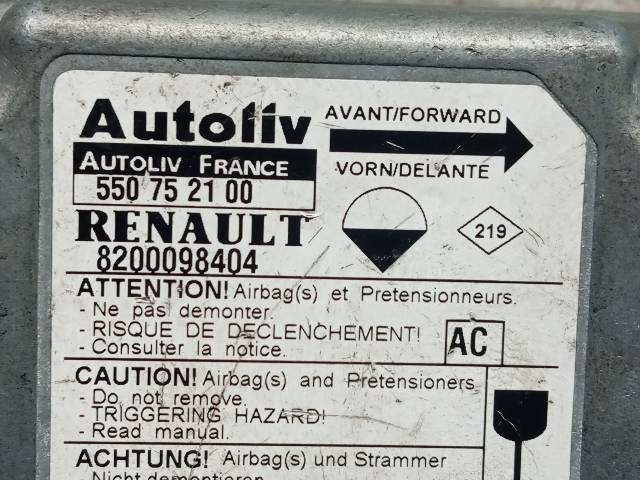 Autoliv
AUTOLIV FRANCE
550 75 21 00
AVANT/FORWARD
VORN/DELANTE
RENAULT
8200098404
219
ATTENTION! Airbag(s) et Pretensionneurs.
- Ne pas demonter.
- RISQUE DE DECLENCHEMENT!
- Consulter la notice.
AC
CAUTION! Airbag(s) and Pretensioners
- Do not remove.
- TRIGGERING HAZARD!
- Read manual.
ACHTUNG! Airbag(s) und Strammer
- Nicht demontieren.